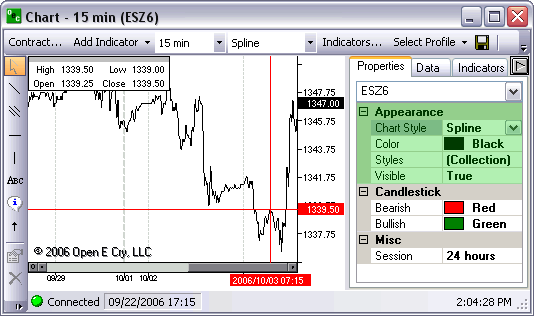 Chart - 15 min (ESZ6)
Contract... Add Indicator 15 min Spline Indicators... Select Profile
High 1339.50 Low 1339.00
Open 1339.25 Close 1339.50
1347.75
1347.00
1345.75
1343.75
1341.75
1339.50
1337.75
ABC
© 2006 Open E Cry, LLC
09/29 10/01 10/02 2006/10/03 07:15
Properties Data Indicators
ESZ6
Appearance
Chart Style Spline
Color Black
Styles (Collection)
Visible True
Candlestick
Bearish Red
Bullish Green
Misc
Session 24 hours
Connected 09/22/2006 17:15 2:04:28 PM